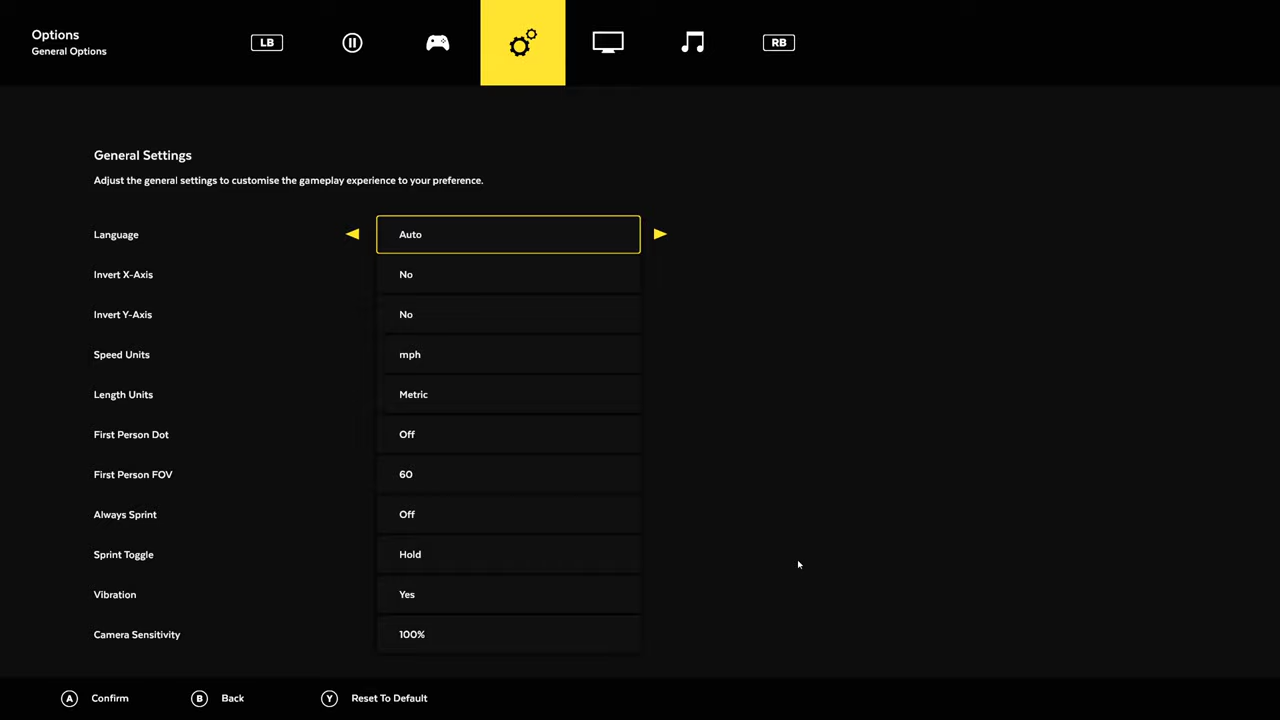 Options
General Options
LB
RB
General Settings
Adjust the general settings to customise the gameplay experience to your preference.
Language Auto
Invert X-Axis No
Invert Y-Axis No
Speed Units mph
Length Units Metric
First Person Dot Off
First Person FOV 60
Always Sprint Off
Sprint Toggle Hold
Vibration Yes
Camera Sensitivity 100%
A Confirm B Back Y Reset To Default